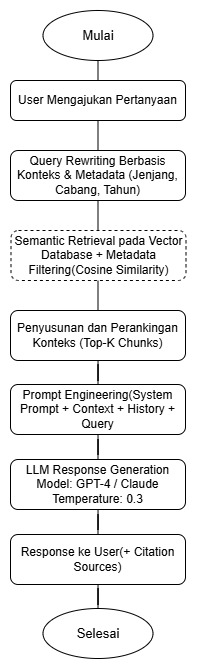 Mulai
User Mengajukan Pertanyaan
Query Rewriting Berbasis
Konteks & Metadata (Jenjang,
Cabang, Tahun)
Semantic Retrieval pada Vector
Database + Metadata
Filtering(Cosine Similarity)
Penyusunan dan Perankingan
Konteks (Top-K Chunks)
Prompt Engineering(System
Prompt + Context + History +
Query
LLM Response Generation
Model: GPT-4 / Claude
Temperature: 0.3
Response ke User(+ Citation
Sources)
Selesai